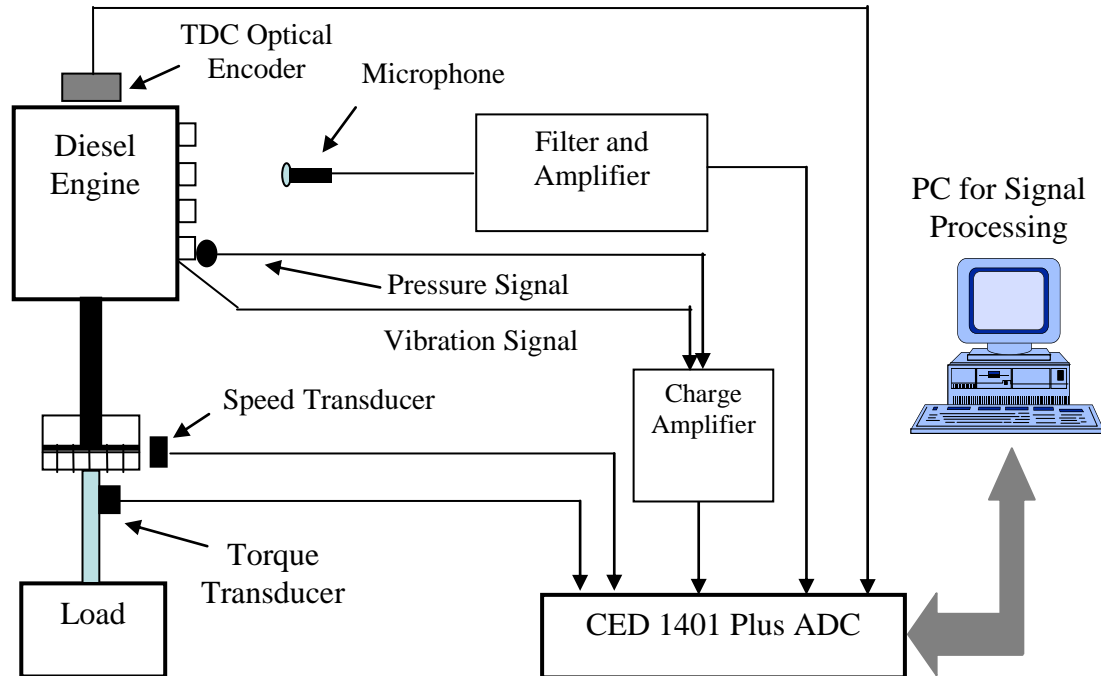 TDC Optical
Encoder
Microphone
Diesel
Engine
Filter and
Amplifier
PC for Signal
Processing
Pressure Signal
Vibration Signal
Speed Transducer
Charge
Amplifier
Torque
Transducer
Load
CED 1401 Plus ADC